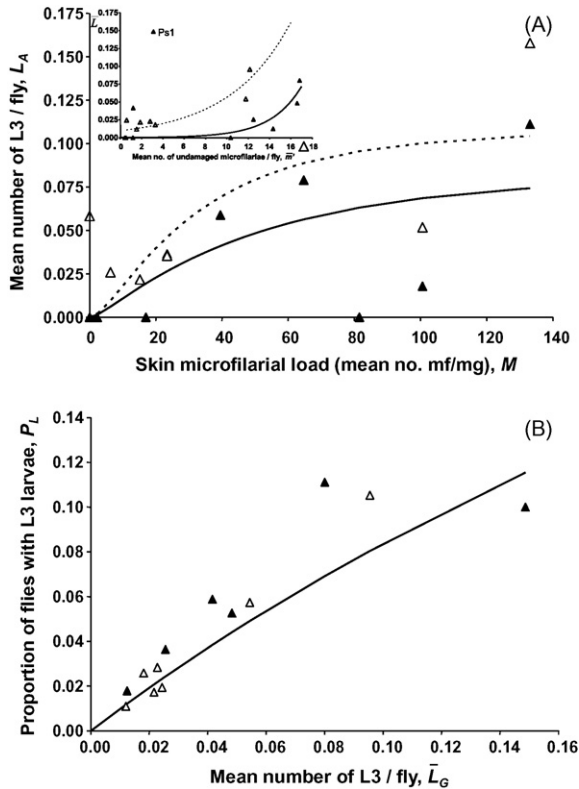 (A)
Mean number of L3 / fly, L_A
0.175
0.150
0.125
0.100
0.075
0.050
0.025
0.000
0 20 40 60 80 100 120 140
Skin microfilarial load (mean no. mf/mg), M
L̄
0.175
0.150
0.125
0.100
0.075
0.050
0.025
0.000
Ps1
0 2 4 6 8 10 12 14 16 18
Mean no. of undamaged microfilariae / fly, m̄
(B)
Proportion of flies with L3 larvae, P_L
0.14
0.12
0.10
0.08
0.06
0.04
0.02
0.00
0.00 0.02 0.04 0.06 0.08 0.10 0.12 0.14 0.16
Mean number of L3 / fly, L̄_G